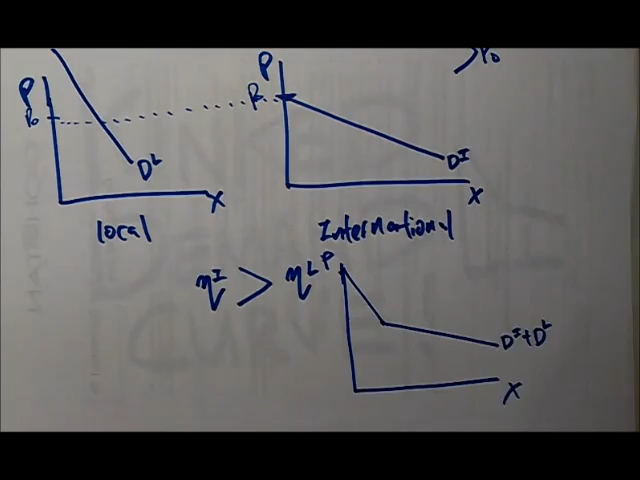 P
P₀
Dᴸ
X
local
P
P₀
Dᴵ
X
International
P₀
ηᴵ > ηᴸ
P
Dᴵ+Dᴸ
X